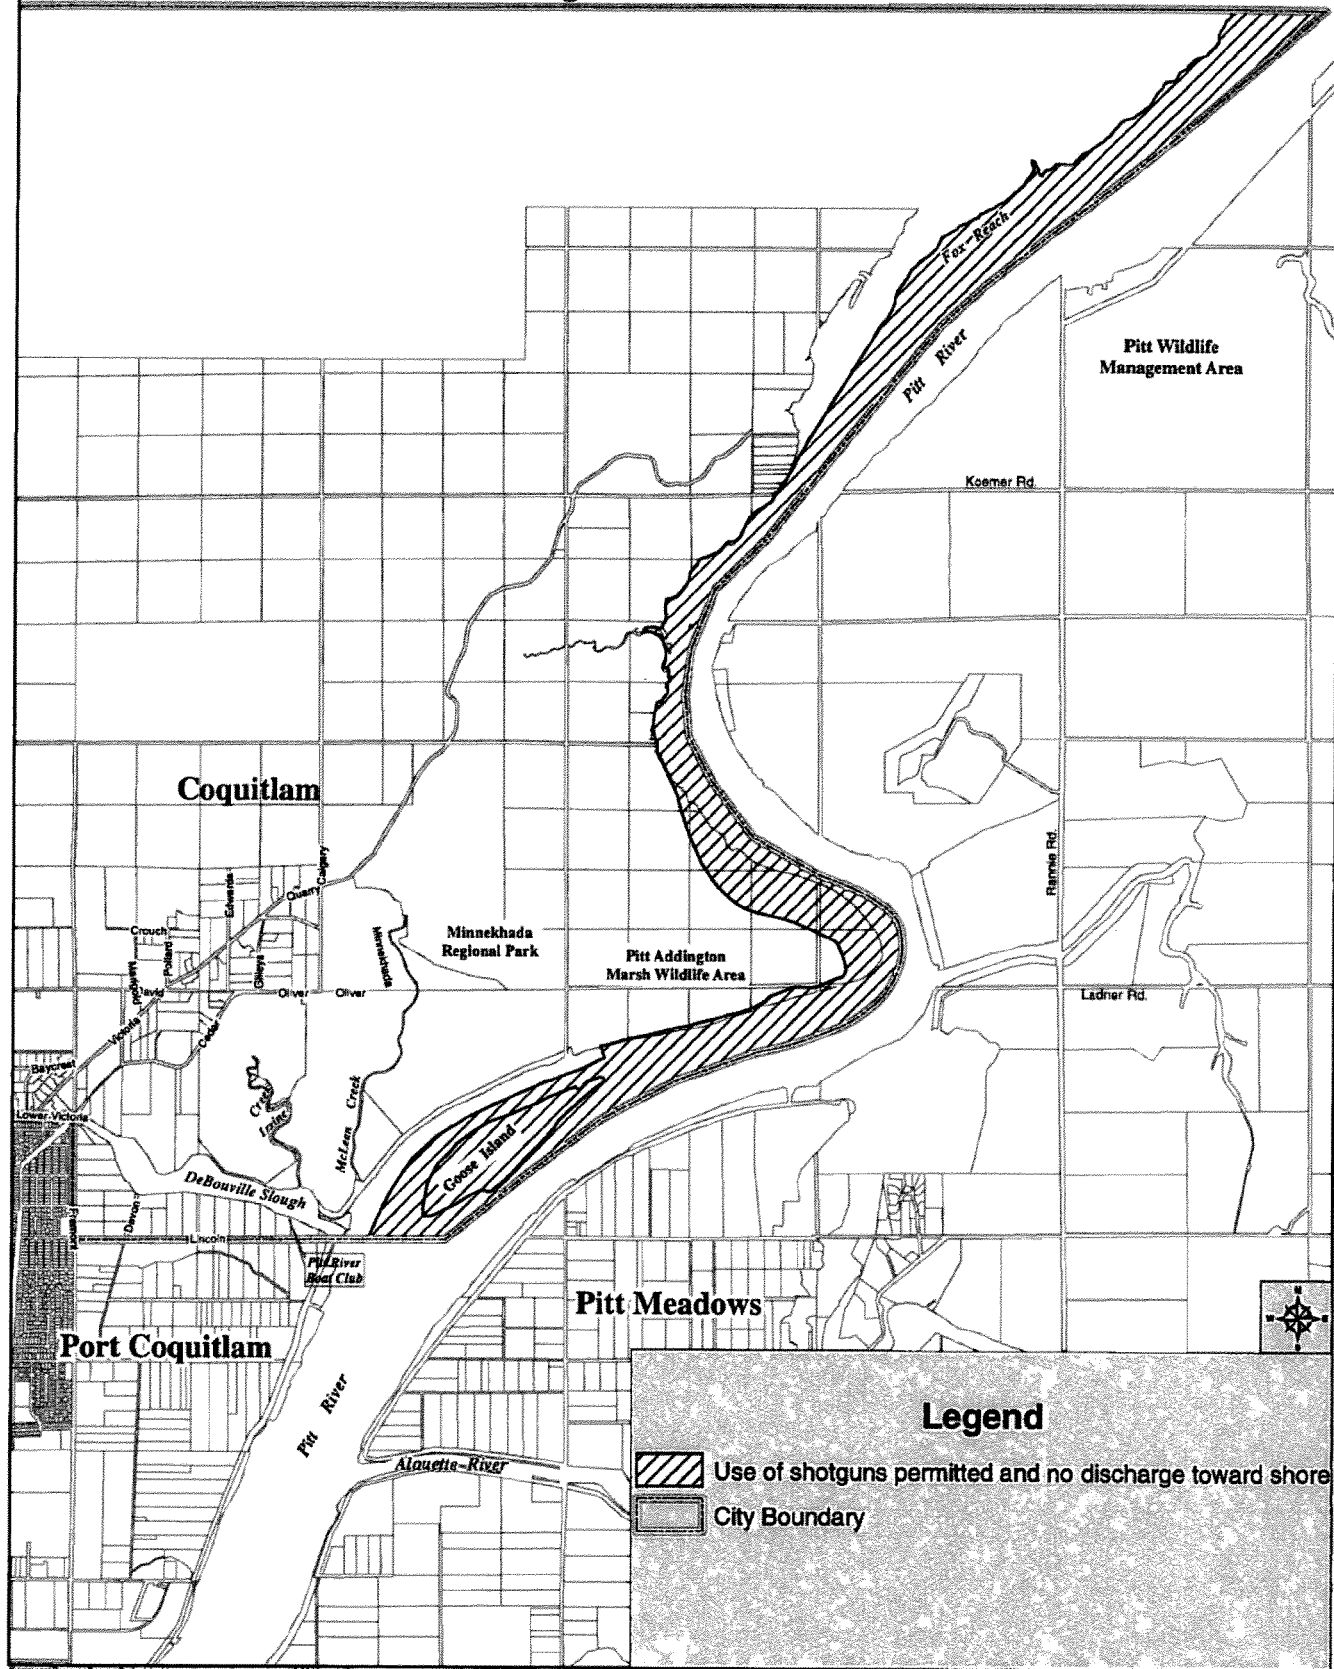 Fox Reach
Pitt River
Pitt Wildlife
Management Area
Koerner Rd.
Coquitlam
Calgary
Quarry
Edwards
Rannie Rd.
Crouch
Pollard
Gilleys
Minnekhada
Minnekhada
Regional Park
Pitt Addington
Marsh Wildlife Area
David
Oliver
Oliver
Ladner Rd.
Victoria
Cedar
Baycrest
Lower Victoria
Irvine
Creek
McLean Creek
Goose Island
DeBouville Slough
Fremont
Devon
Lincoln
Pitt River
Boat Club
Pitt Meadows
Port Coquitlam
Pitt River
Alouette River
N
Legend
Use of shotguns permitted and no discharge toward shore
City Boundary